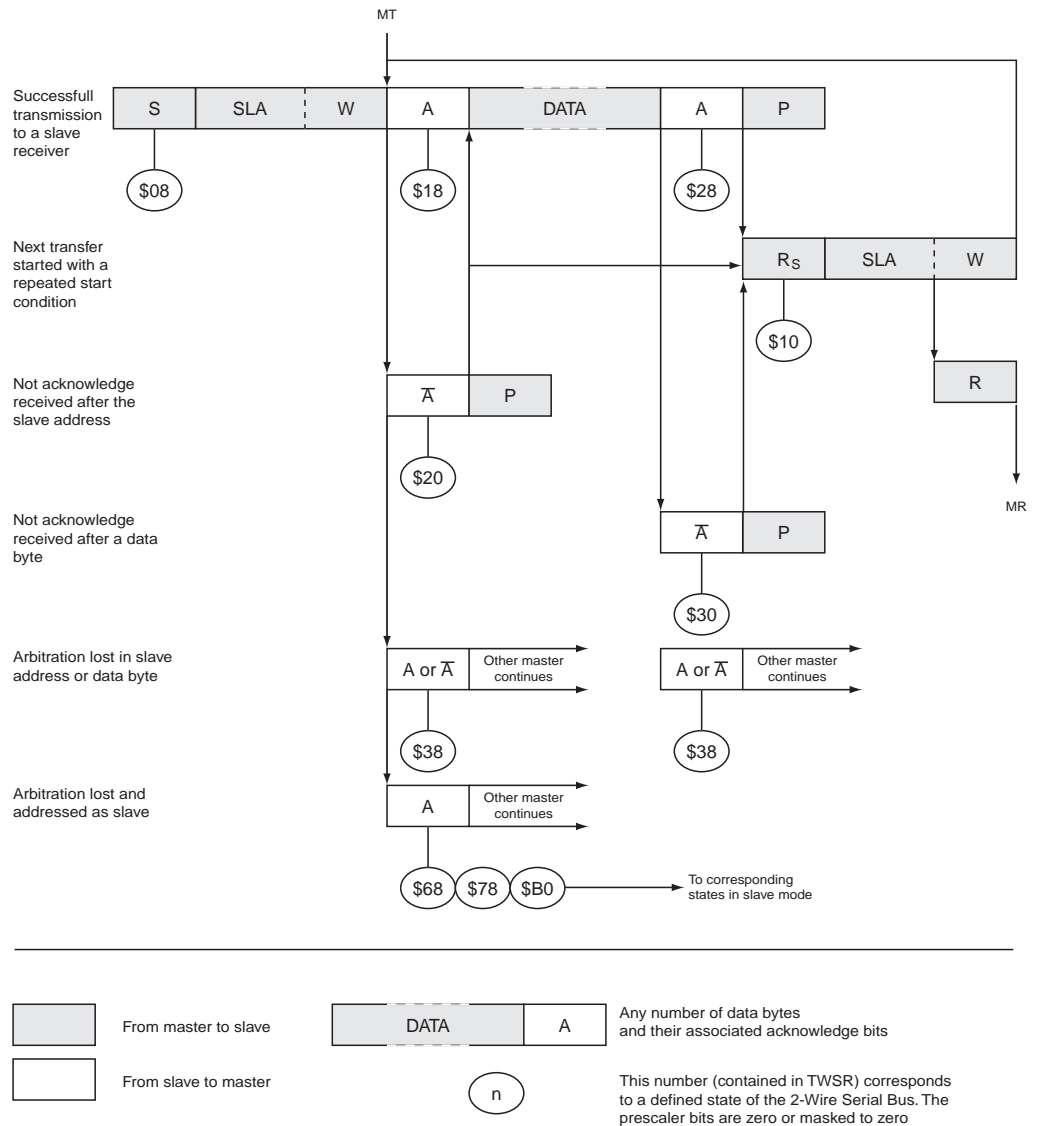 MT
Successfull
transmission
to a slave
receiver
S SLA W A DATA A P
$08 $18 $28
Next transfer
started with a
repeated start
condition
RS SLA W
$10
Not acknowledge
received after the
slave address
A̅ P
R
$20
MR
Not acknowledge
received after a data
byte
A̅ P
$30
Arbitration lost in slave
address or data byte
A or A̅
Other master
continues
A or A̅
Other master
continues
$38 $38
Arbitration lost and
addressed as slave
A
Other master
continues
$68 $78 $B0
To corresponding
states in slave mode
From master to slave
DATA A
Any number of data bytes
and their associated acknowledge bits
From slave to master
n
This number (contained in TWSR) corresponds
to a defined state of the 2-Wire Serial Bus. The
prescaler bits are zero or masked to zero